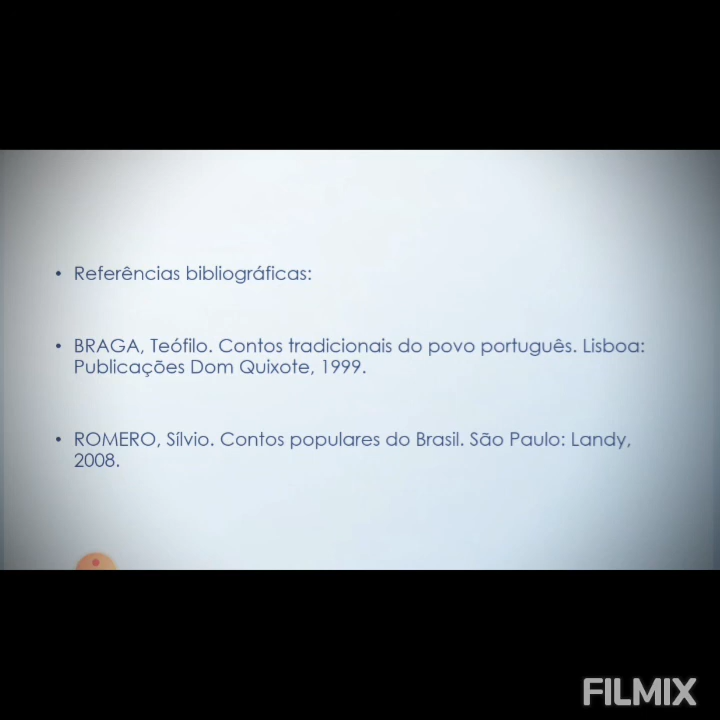 • Referências bibliográficas:
• BRAGA, Teófilo. Contos tradicionais do povo português. Lisboa:
Publicações Dom Quixote, 1999.
• ROMERO, Sílvio. Contos populares do Brasil. São Paulo: Landy,
2008.
FILMIX